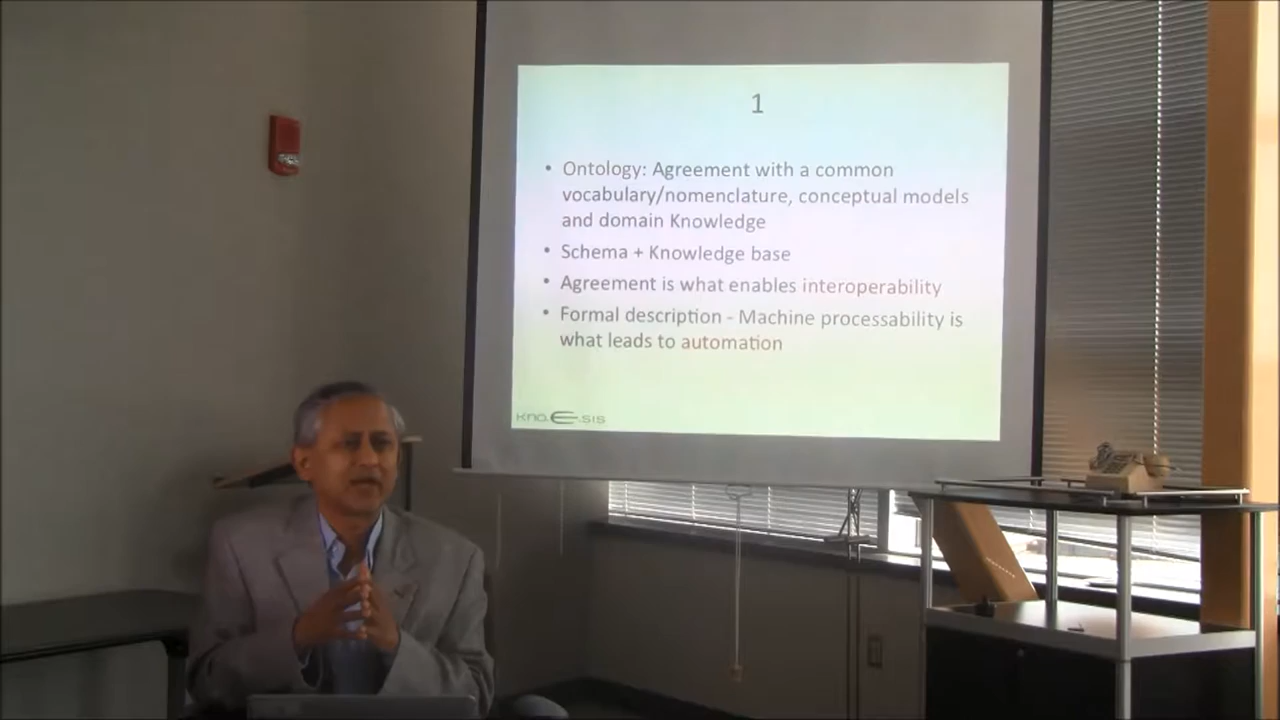 1
• Ontology: Agreement with a common
vocabulary/nomenclature, conceptual models
and domain Knowledge
• Schema + Knowledge base
• Agreement is what enables interoperability
• Formal description - Machine processability is
what leads to automation
kno.e.sis